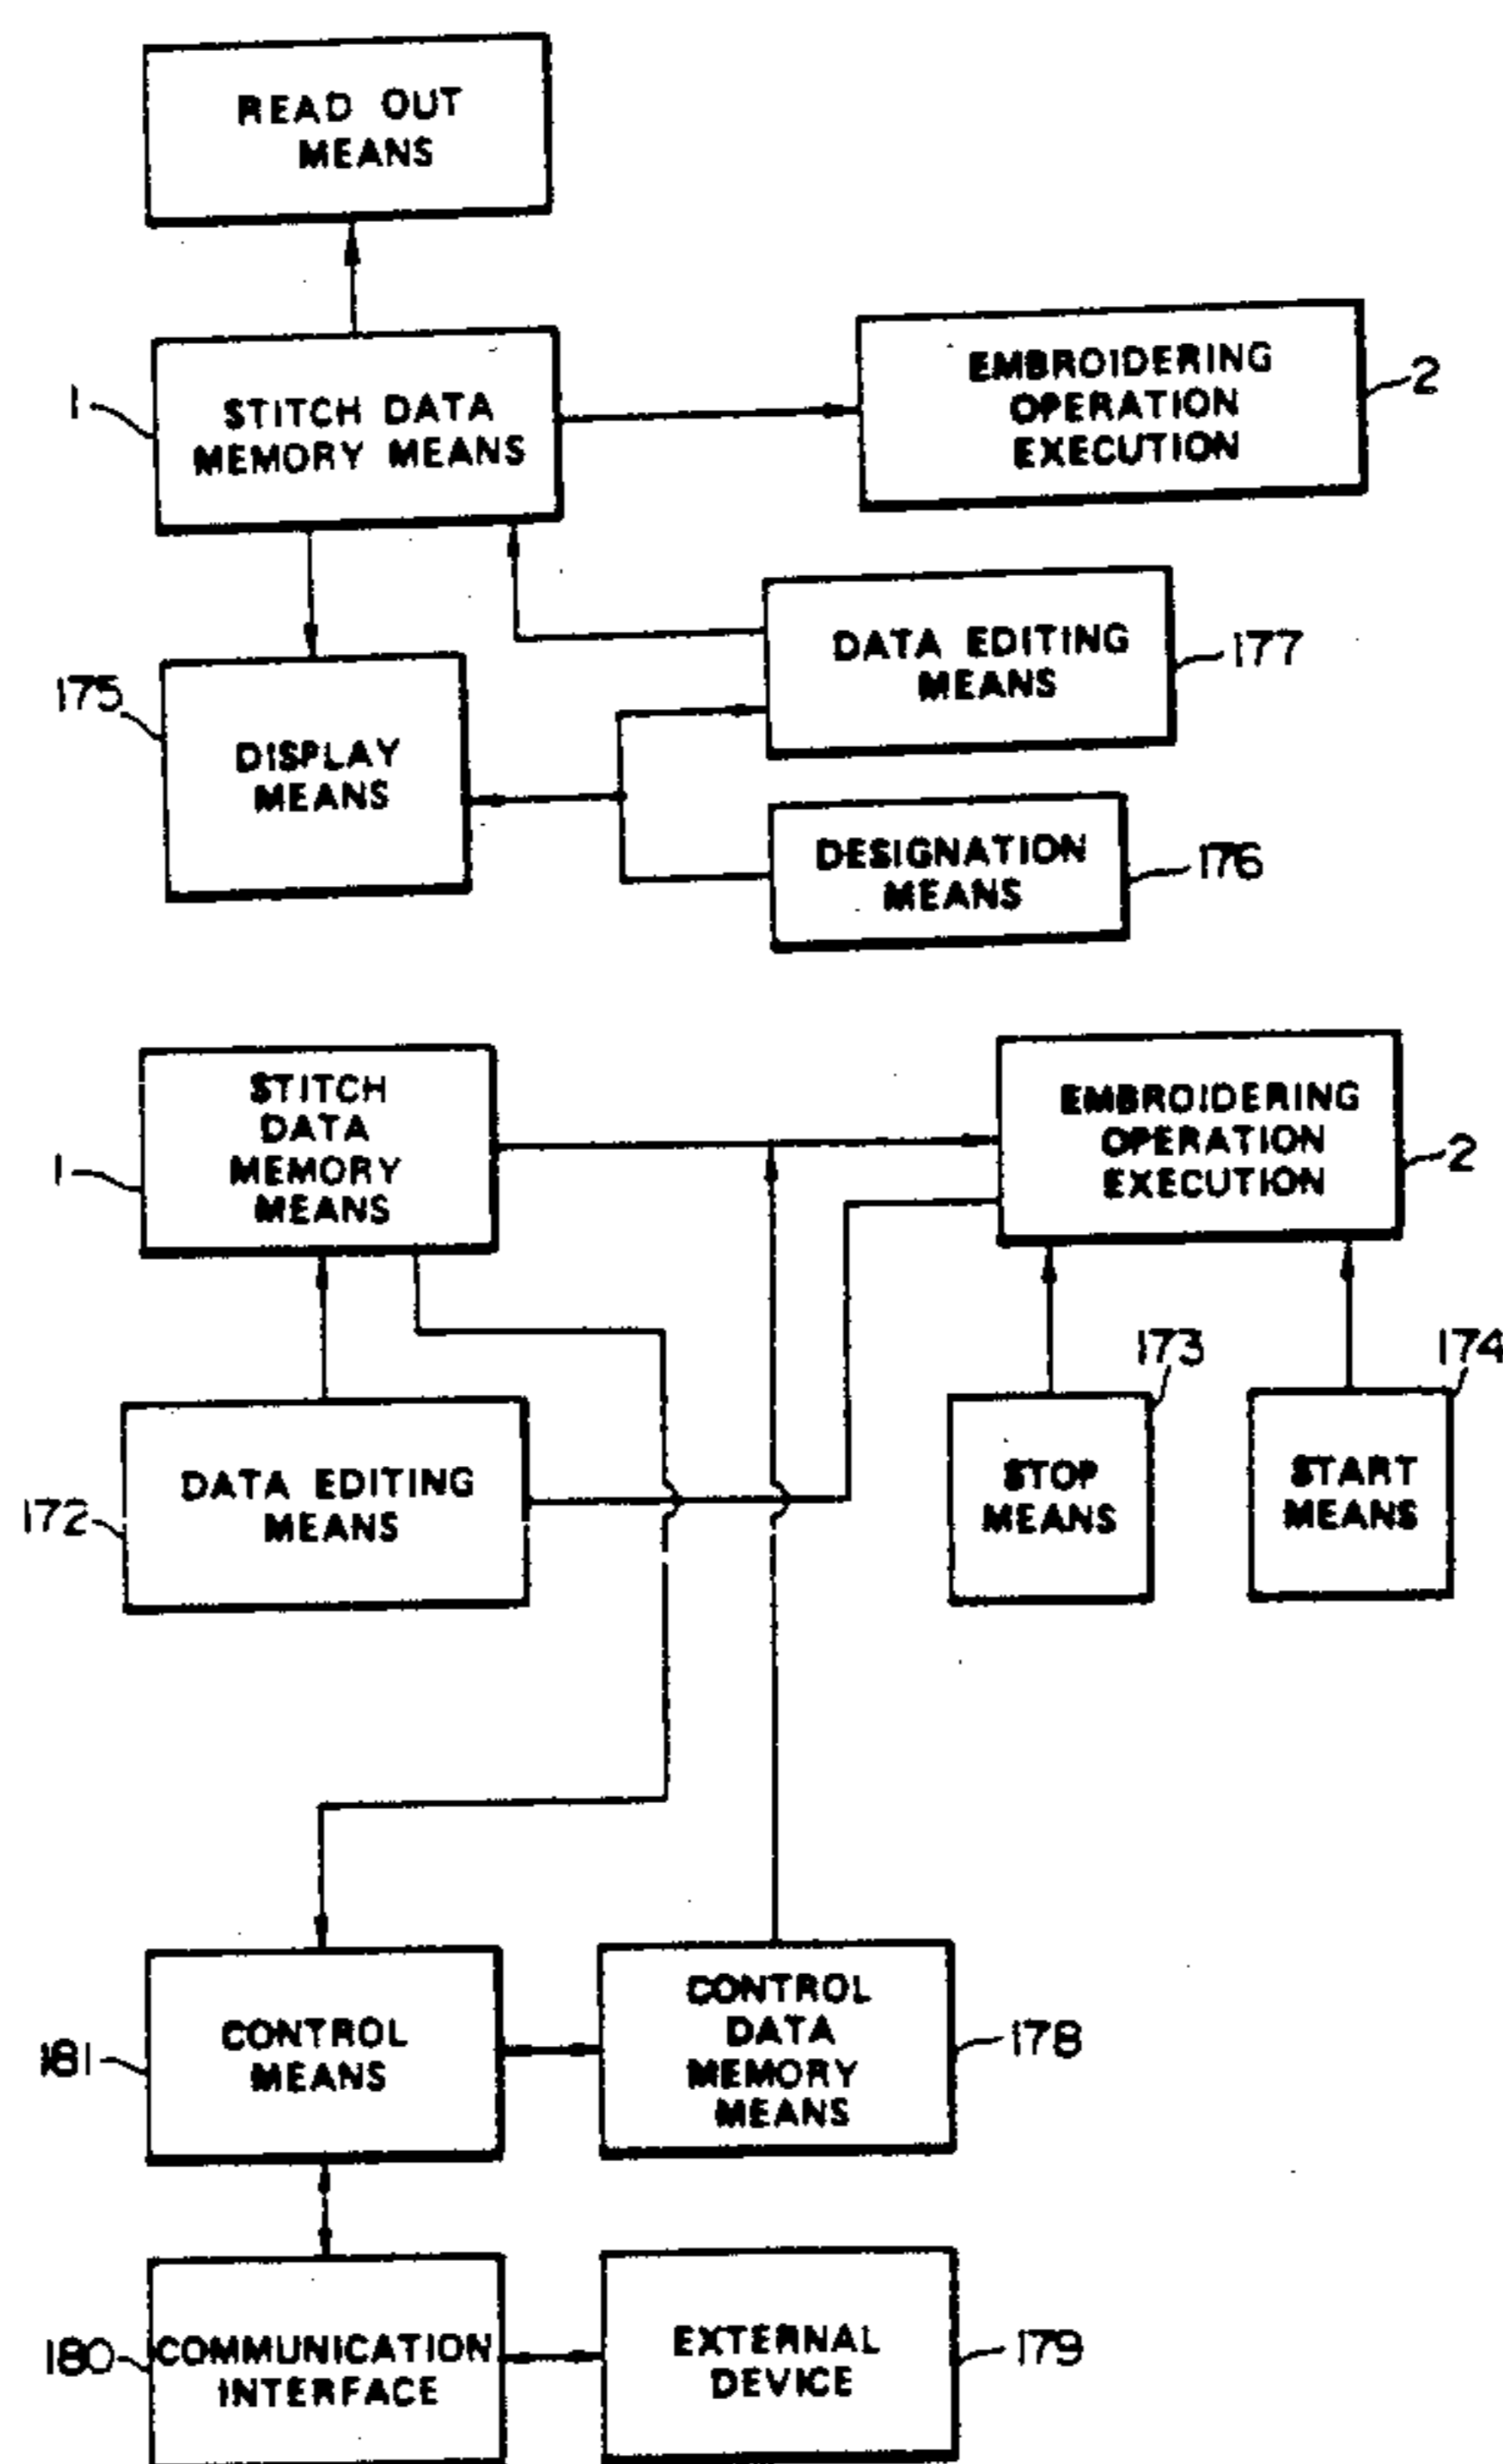 READ OUT
MEANS
1
STITCH DATA
MEMORY MEANS
EMBROIDERING
OPERATION
EXECUTION
2
DATA EDITING
MEANS
177
175
DISPLAY
MEANS
DESIGNATION
MEANS
176
STITCH
DATA
MEMORY
MEANS
1
EMBROIDERING
OPERATION
EXECUTION
2
173
174
DATA EDITING
MEANS
172
STOP
MEANS
START
MEANS
CONTROL
MEANS
181
CONTROL
DATA
MEMORY
MEANS
178
180
COMMUNICATION
INTERFACE
EXTERNAL
DEVICE
179